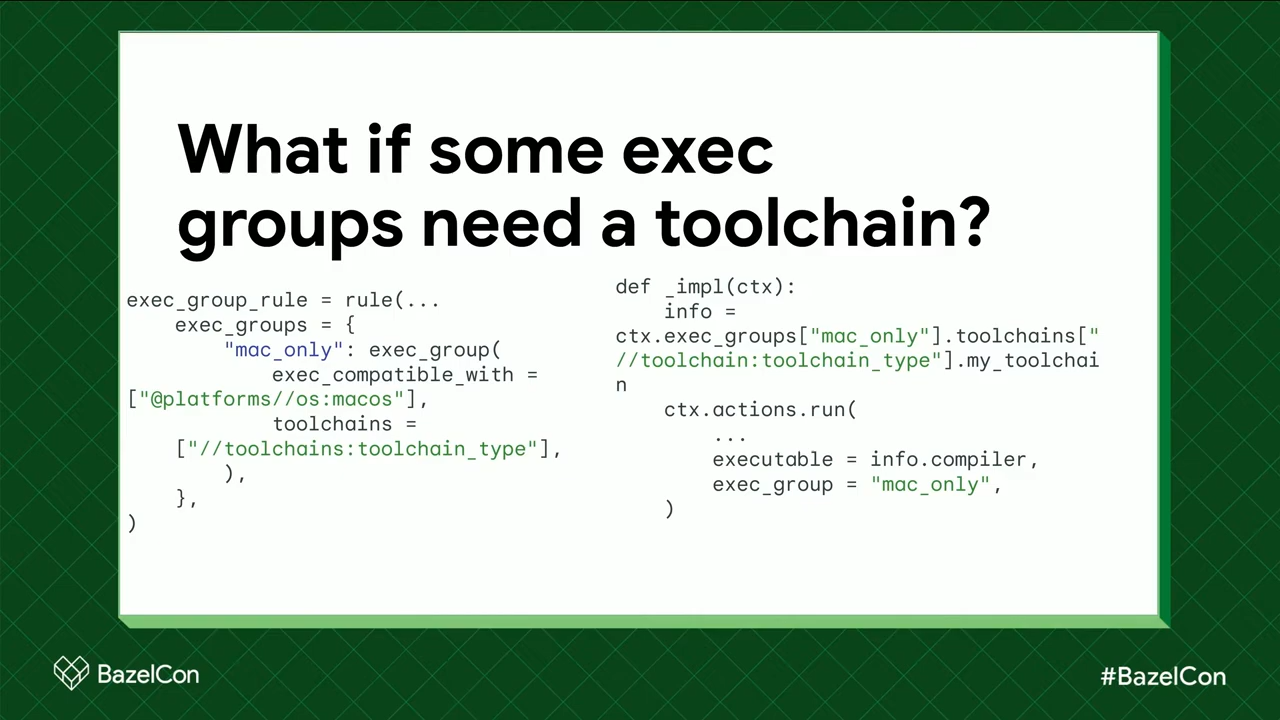 What if some exec
groups need a toolchain?
exec_group_rule = rule(...
    exec_groups = {
        "mac_only": exec_group(
            exec_compatible_with =
["@platforms//os:macos"],
            toolchains =
    ["//toolchains:toolchain_type"],
        ),
    },
)
def _impl(ctx):
    info =
ctx.exec_groups["mac_only"].toolchains["
//toolchain:toolchain_type"].my_toolchai
n
    ctx.actions.run(
        ...
        executable = info.compiler,
        exec_group = "mac_only",
    )
BazelCon
#BazelCon